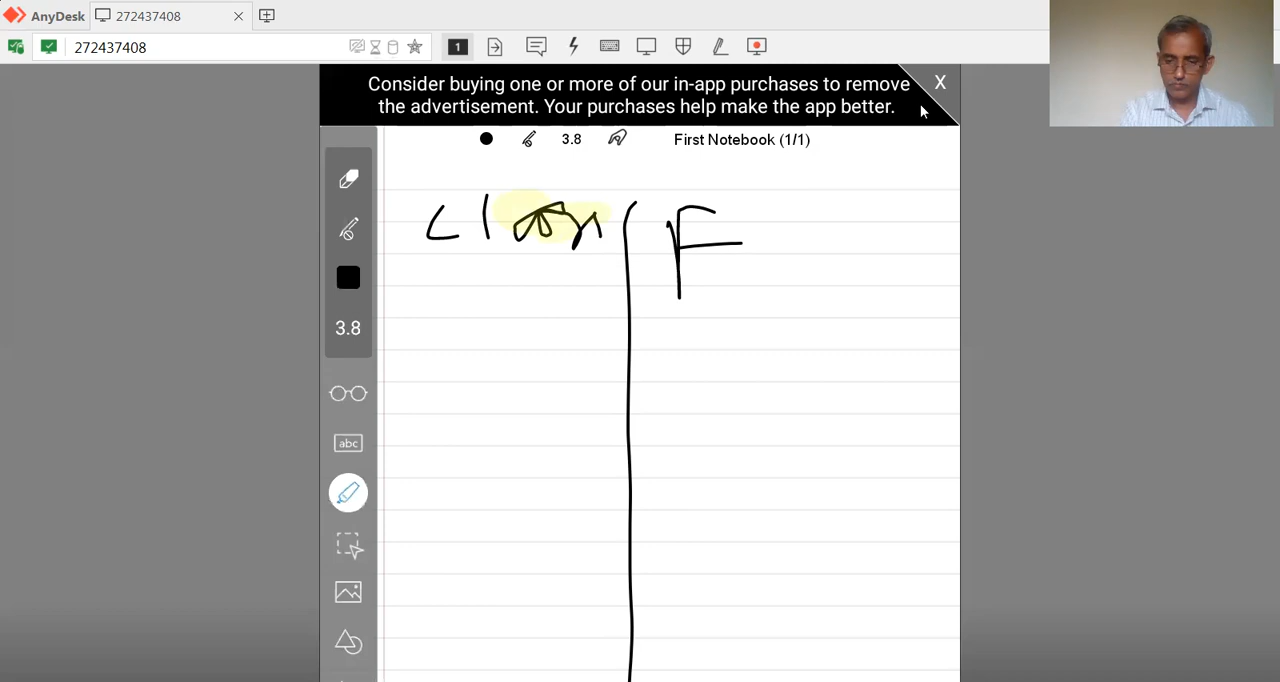 AnyDesk 272437408
272437408 1
Consider buying one or more of our in-app purchases to remove
the advertisement. Your purchases help make the app better.
X
3.8 First Notebook (1/1)
F
3.8
abc